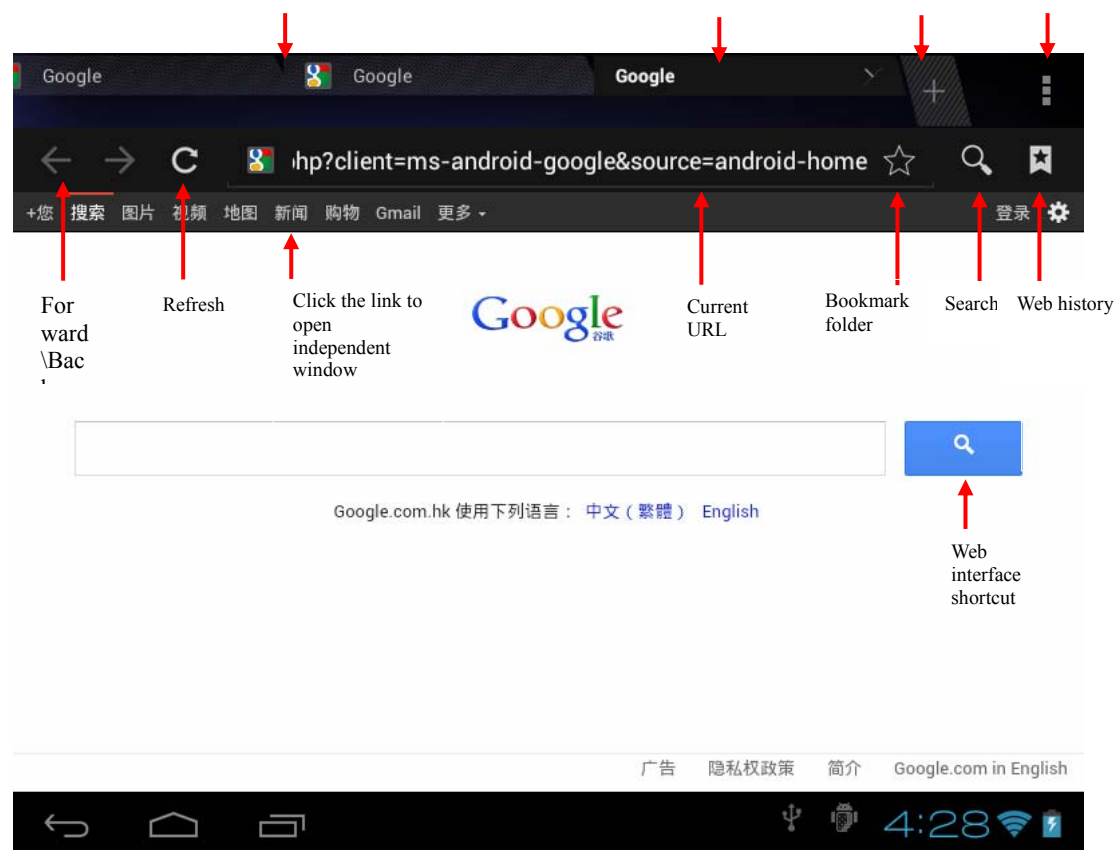 Google
Google
Google
hp?client=ms-android-google&source=android-home
+您 搜索 图片 视频 地图 新闻 购物 Gmail 更多
登录
For
ward
\Bac
Refresh
Click the link to
open
independent
window
Google
谷歌
Current
URL
Bookmark
folder
Search
Web history
Google.com.hk 使用下列语言： 中文（繁體） English
Web
interface
shortcut
广告 隐私权政策 简介 Google.com in English
4:28